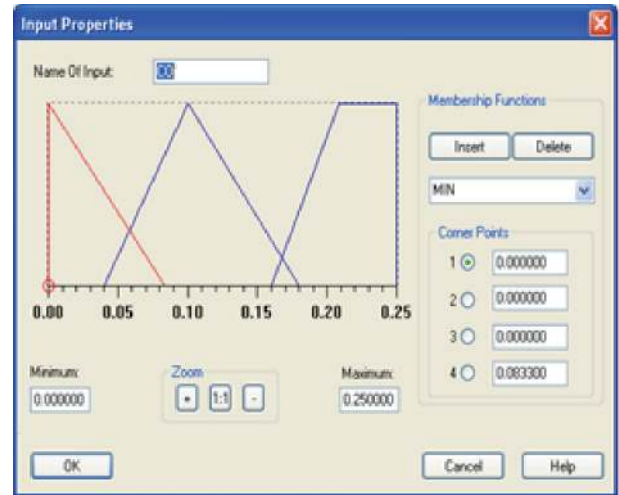 Input Properties
Name Of Input:
Membership Functions
Insert Delete
MIN
Corner Points
1 0.000000
2 0.000000
3 0.000000
4 0.083300
0.00 0.05 0.10 0.15 0.20 0.25
Minimum:
0.000000
Zoom
+ 1:1 -
Maximum:
0.250000
OK Cancel Help